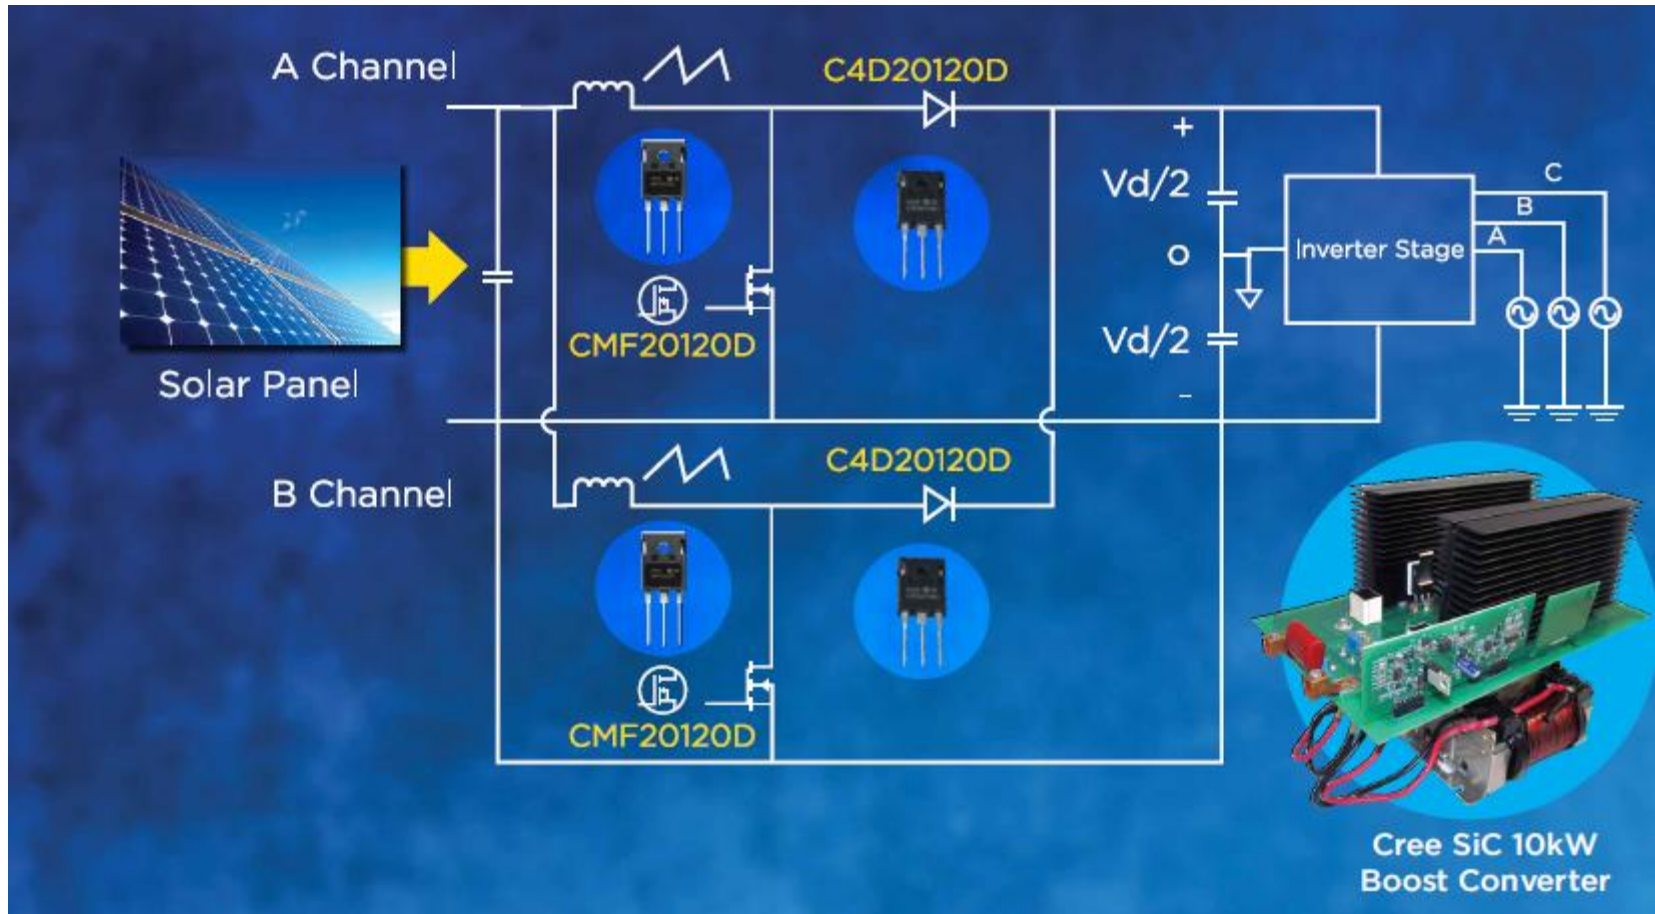 A Channel
C4D20120D
+
Vd/2
C
B
A
O
Inverter Stage
CMF20120D
Vd/2
Solar Panel
-
B Channel
C4D20120D
CMF20120D
Cree SiC 10kW
Boost Converter